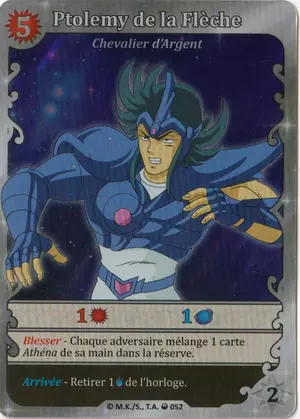 5
Ptolemy de la Flèche
Chevalier d'Argent
1 1
Blesser - Chaque adversaire mélange 1 carte
Athéna de sa main dans la réserve.
Arrivée - Retirer 1 de l'horloge.
© M.K./S., T.A. 052
2